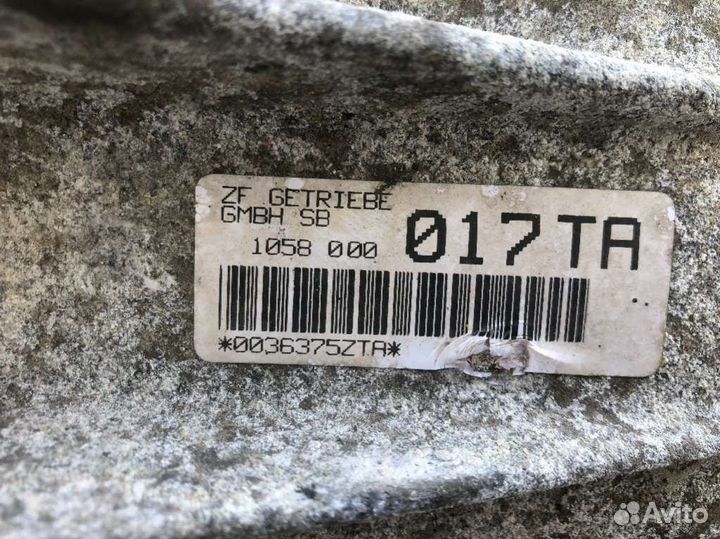 ZF GETRIEBE
GMBH SB
1058 000
017TA
*0036375ZTA*
Avito